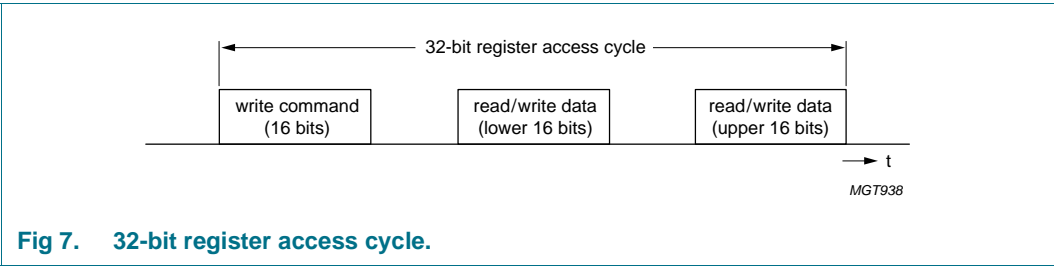 32-bit register access cycle
write command
(16 bits)
read/write data
(lower 16 bits)
read/write data
(upper 16 bits)
t
MGT938
Fig 7. 32-bit register access cycle.